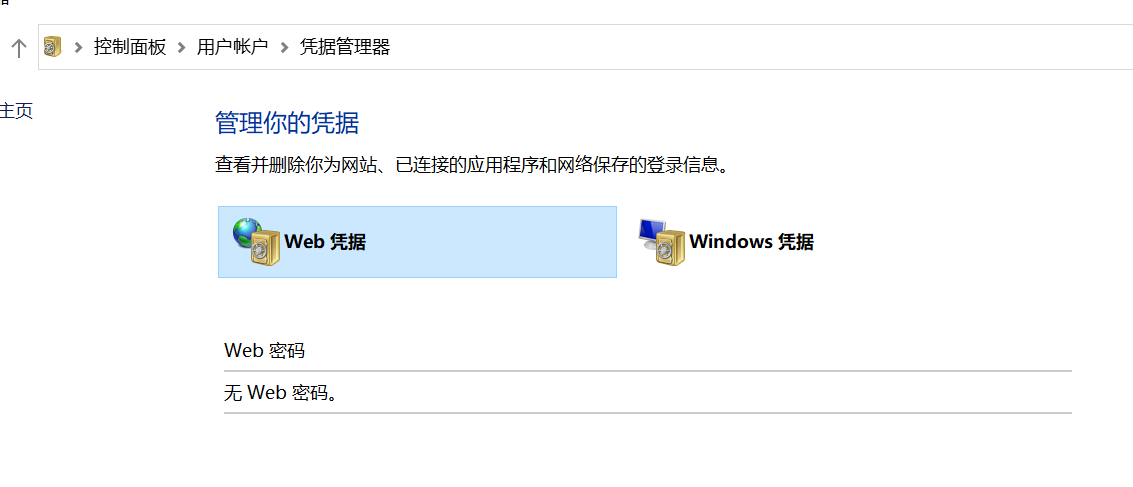 控制面板 > 用户帐户 > 凭据管理器
主页
管理你的凭据
查看并删除你为网站、已连接的应用程序和网络保存的登录信息。
Web 凭据
Windows 凭据
Web 密码
无 Web 密码。